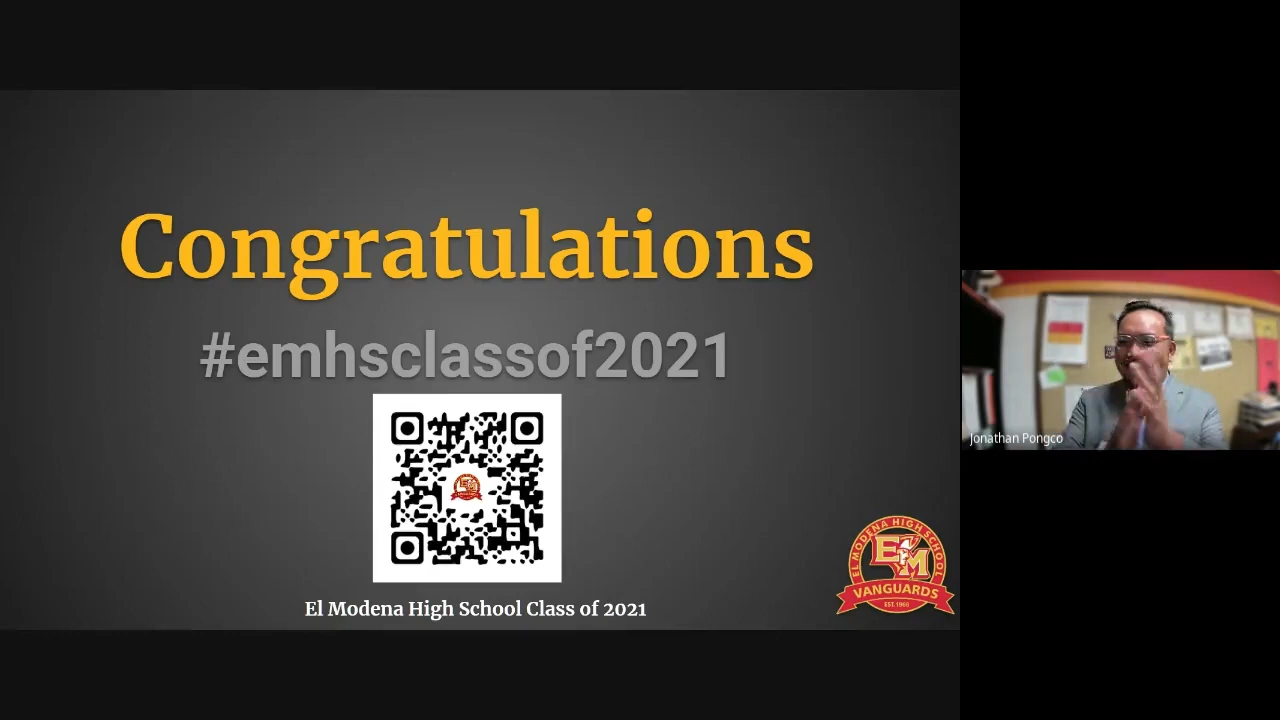 Congratulations
#emhsclassof2021
El Modena High School Class of 2021
EL MODENA HIGH SCHOOL
EM
VANGUARDS
EST. 1966
Jonathan Pongco